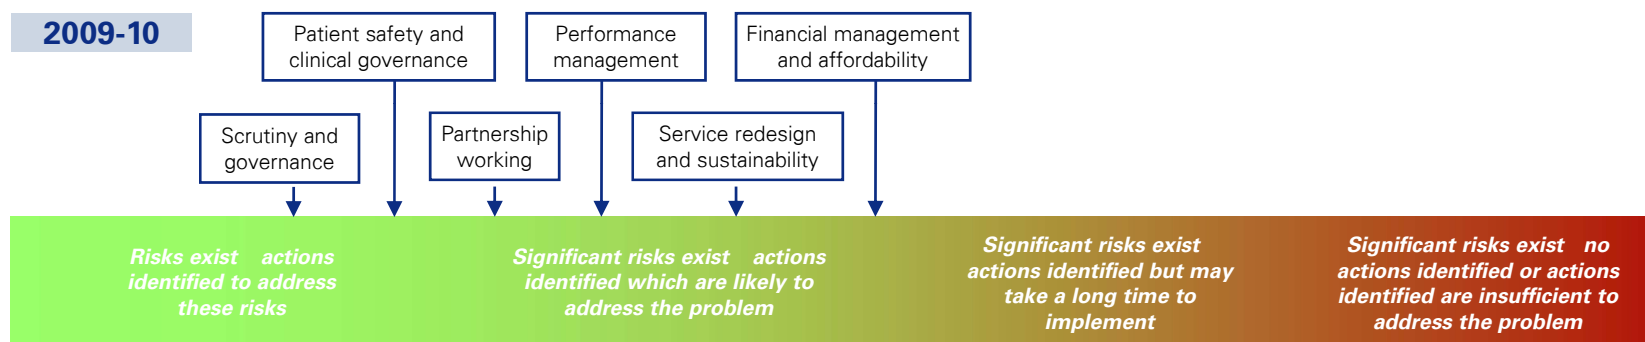 2009-10
Patient safety and
clinical governance
Performance
management
Financial management
and affordability
Scrutiny and
governance
Partnership
working
Service redesign
and sustainability
Risks exist actions
identified to address
these risks
Significant risks exist actions
identified which are likely to
address the problem
Significant risks exist
actions identified but may
take a long time to
implement
Significant risks exist no
actions identified or actions
identified are insufficient to
address the problem